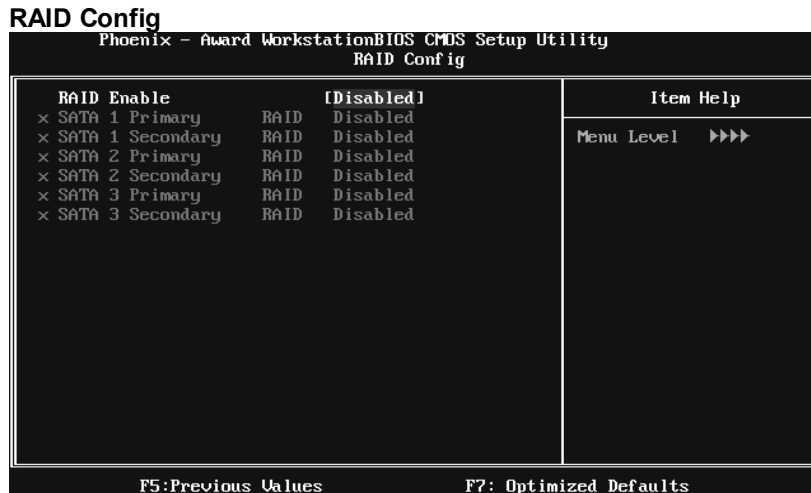 RAID Config
Phoenix - Award WorkstationBIOS CMOS Setup Utility
RAID Config
RAID Enable [Disabled]
x SATA 1 Primary RAID Disabled
x SATA 1 Secondary RAID Disabled
x SATA 2 Primary RAID Disabled
x SATA 2 Secondary RAID Disabled
x SATA 3 Primary RAID Disabled
x SATA 3 Secondary RAID Disabled
Item Help
Menu Level ▶▶▶▶
F5:Previous Values F7: Optimized Defaults